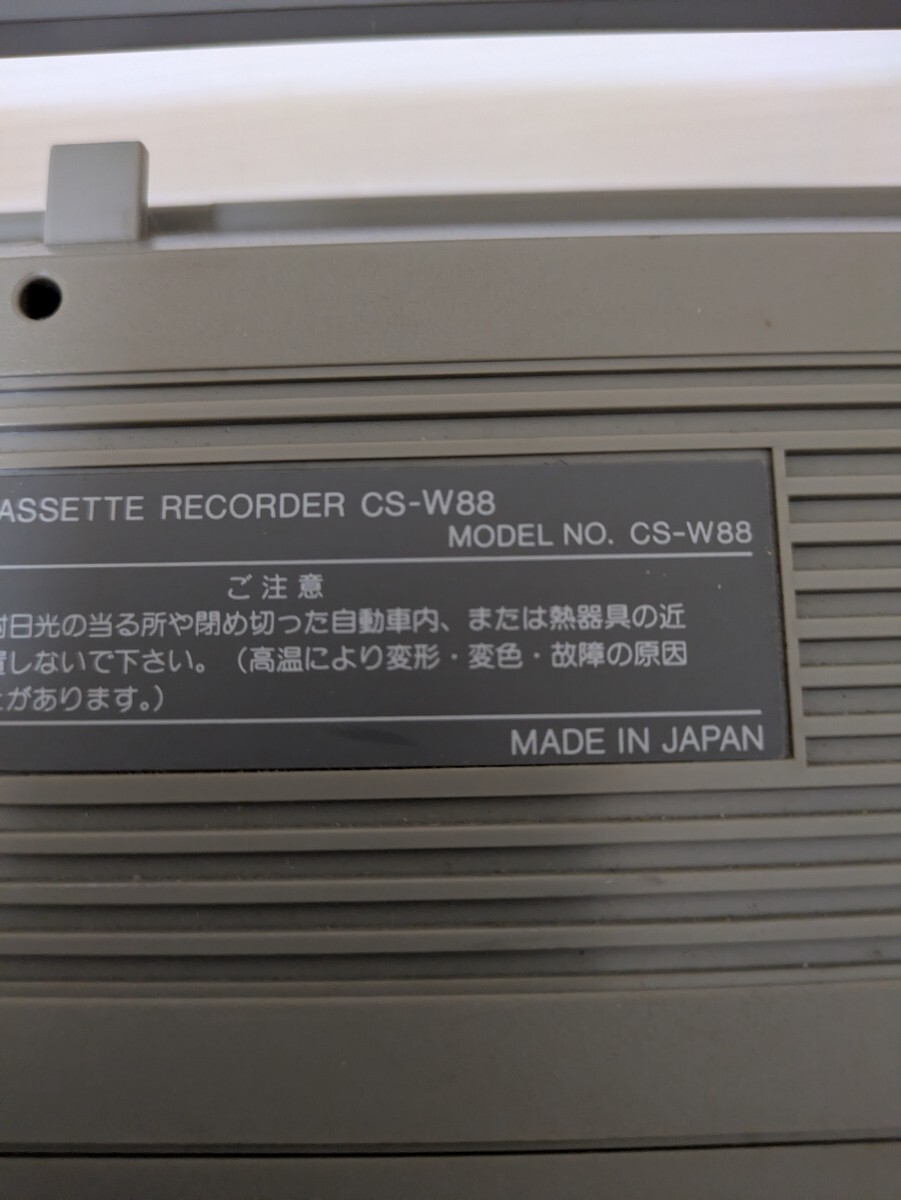 CASSETTE RECORDER CS-W88
MODEL NO. CS-W88
ご注意
射日光の当る所や閉め切った自動車内、または熱器具の近
置しないで下さい。(高温により変形・変色・故障の原因
とがあります。)
MADE IN JAPAN